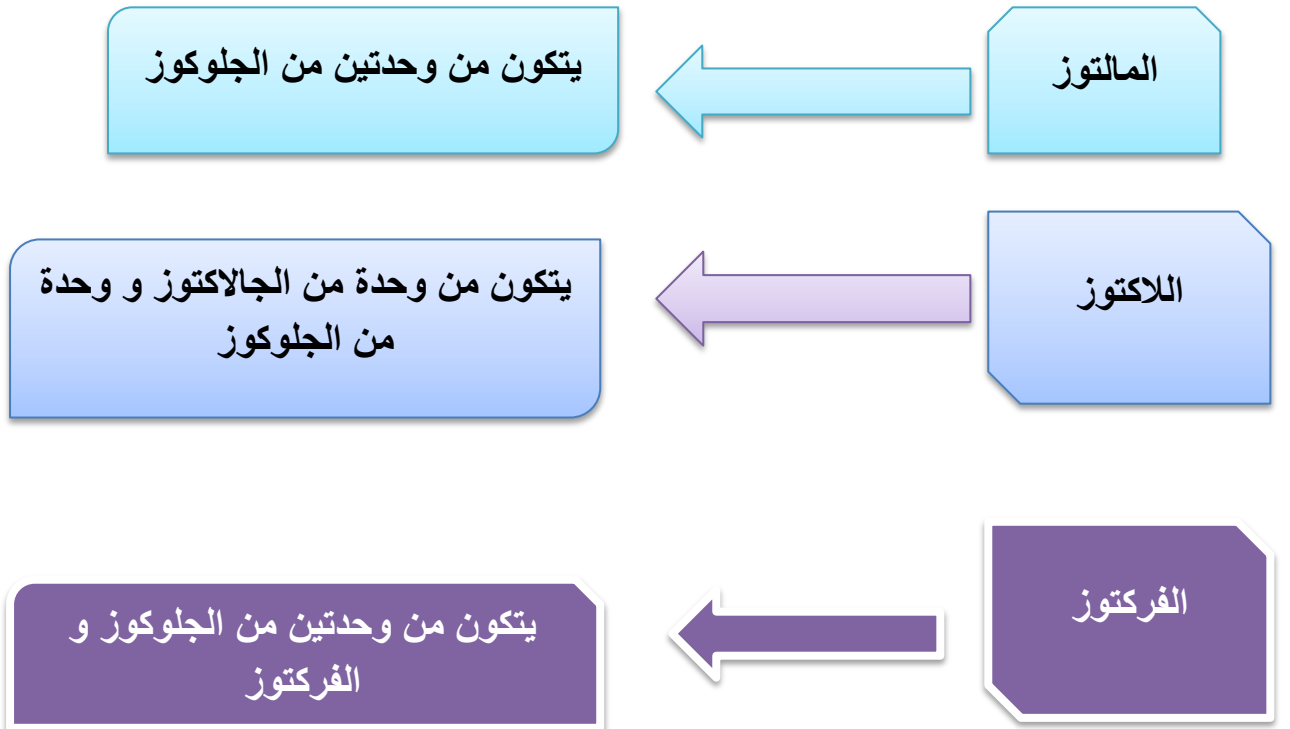 المالتوز
يتكون من وحدتين من الجلوكوز
اللاكتوز
يتكون من وحدة من الجالاكتوز و وحدة
من الجلوكوز
الفركتوز
يتكون من وحدتين من الجلوكوز و
الفركتوز